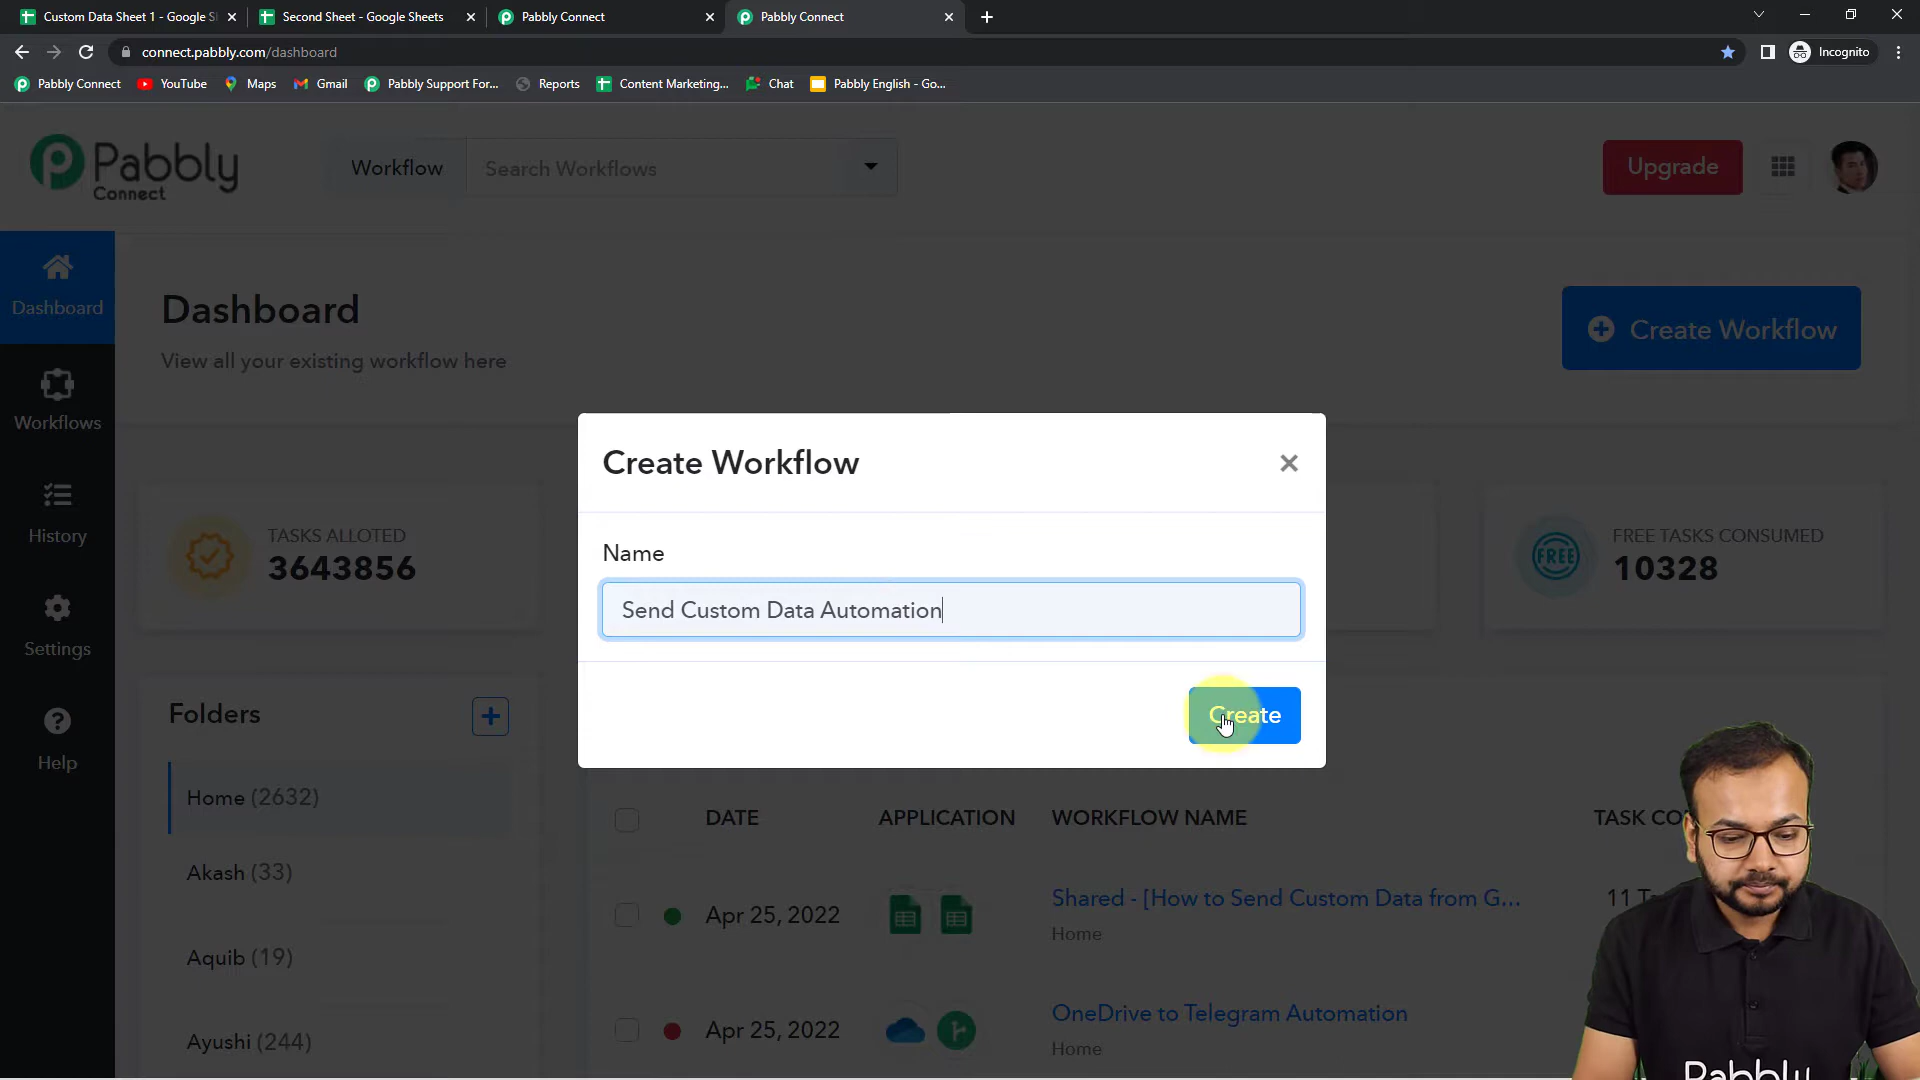 Custom Data Sheet 1 - Google S
Second Sheet - Google Sheets
Pabbly Connect
Pabbly Connect
connect.pabbly.com/dashboard
Incognito
Pabbly Connect
YouTube
Maps
Gmail
Pabbly Support For...
Reports
Content Marketing...
Chat
Pabbly English - Go...
Pabbly
Connect
Workflow
Search Workflows
Upgrade
Dashboard
Workflows
History
Settings
Help
Dashboard
View all your existing workflow here
Create Workflow
TASKS ALLOTED
3643856
FREE TASKS CONSUMED
10328
FREE
Create Workflow
Name
Send Custom Data Automation
Create
Folders
Home (2632)
Akash (33)
Aquib (19)
Ayushi (244)
DATE
APPLICATION
WORKFLOW NAME
TASK CO
Apr 25, 2022
Shared - [How to Send Custom Data from G...
Home
Apr 25, 2022
OneDrive to Telegram Automation
Home
Pabbly